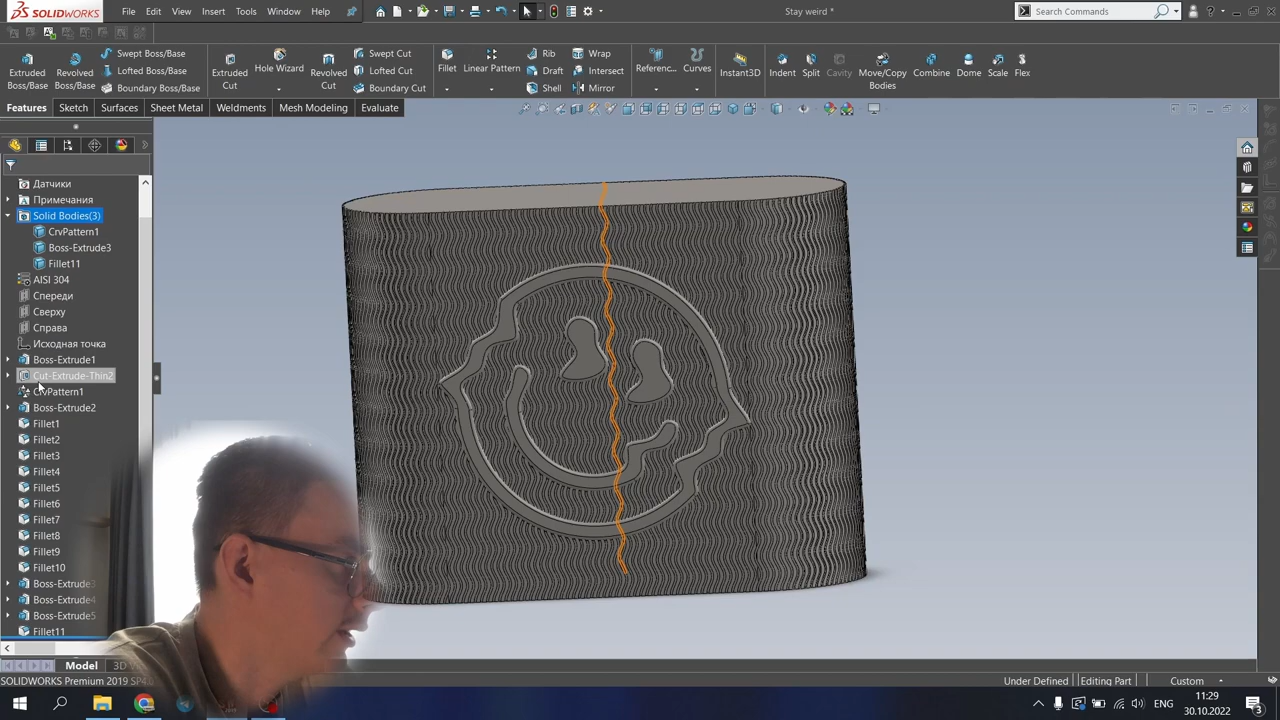 SOLIDWORKS
File
Edit
View
Insert
Tools
Window
Help
Stay weird *
Search Commands
Extruded Boss/Base
Revolved Boss/Base
Swept Boss/Base
Lofted Boss/Base
Boundary Boss/Base
Extruded Cut
Hole Wizard
Revolved Cut
Swept Cut
Lofted Cut
Boundary Cut
Fillet
Linear Pattern
Rib
Draft
Shell
Wrap
Intersect
Mirror
Referenc...
Curves
Instant3D
Indent
Split
Cavity
Move/Copy Bodies
Combine
Dome
Scale
Flex
Features
Sketch
Surfaces
Sheet Metal
Weldments
Mesh Modeling
Evaluate
Датчики
Примечания
Solid Bodies(3)
CrvPattern1
Boss-Extrude3
Fillet11
AISI 304
Спереди
Сверху
Справа
Исходная точка
Boss-Extrude1
Cut-Extrude-Thin2
CrvPattern1
Boss-Extrude2
Fillet1
Fillet2
Fillet3
Fillet4
Fillet5
Fillet6
Fillet7
Fillet8
Fillet9
Fillet10
Boss-Extrude3
Boss-Extrude4
Boss-Extrude5
Fillet11
Model
SOLIDWORKS Premium 2019 SP4.0
Under Defined
Editing Part
Custom
ENG
11:29
30.10.2022
3